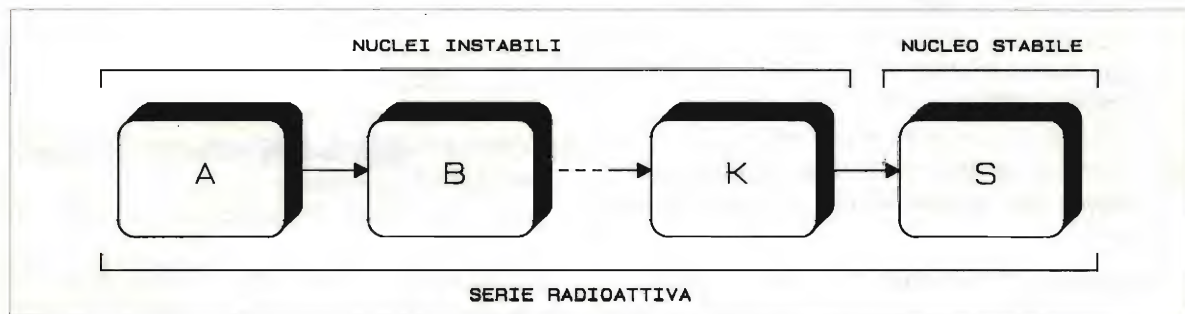 NUCLEI INSTABILI NUCLEO STABILE
A B K S
SERIE RADIOATTIVA